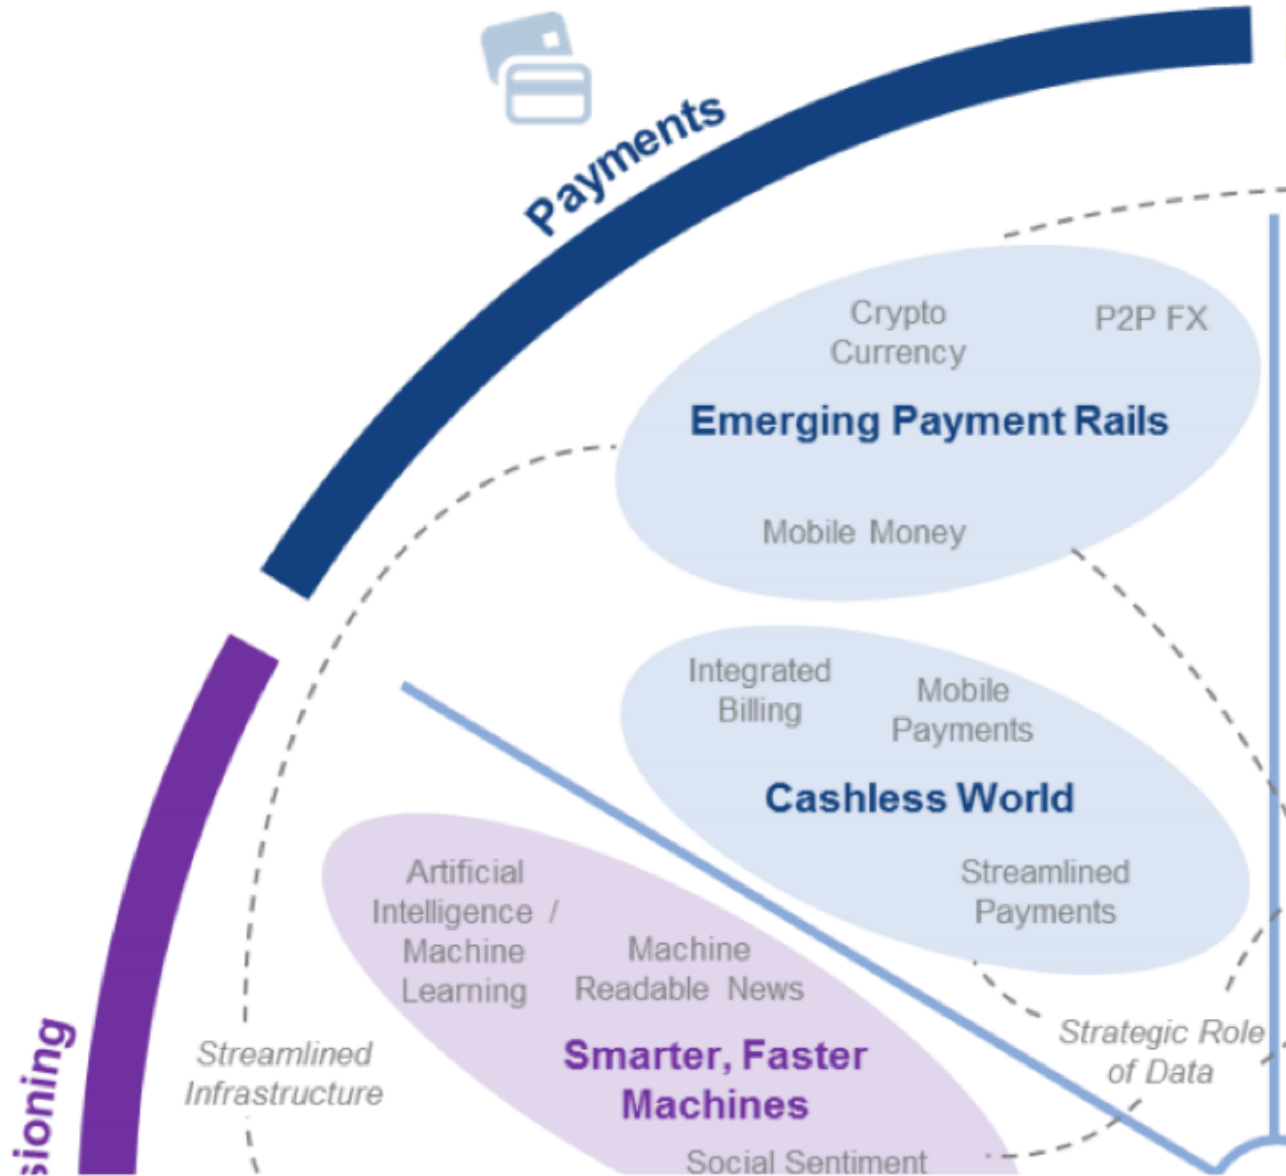 Payments
Crypto
Currency
P2P FX
Emerging Payment Rails
Mobile Money
Integrated
Billing
Mobile
Payments
Cashless World
Streamlined
Payments
Artificial
Intelligence /
Machine
Learning
Machine
Readable News
Smarter, Faster
Machines
Social Sentiment
Streamlined
Infrastructure
Strategic Role
of Data
sioning